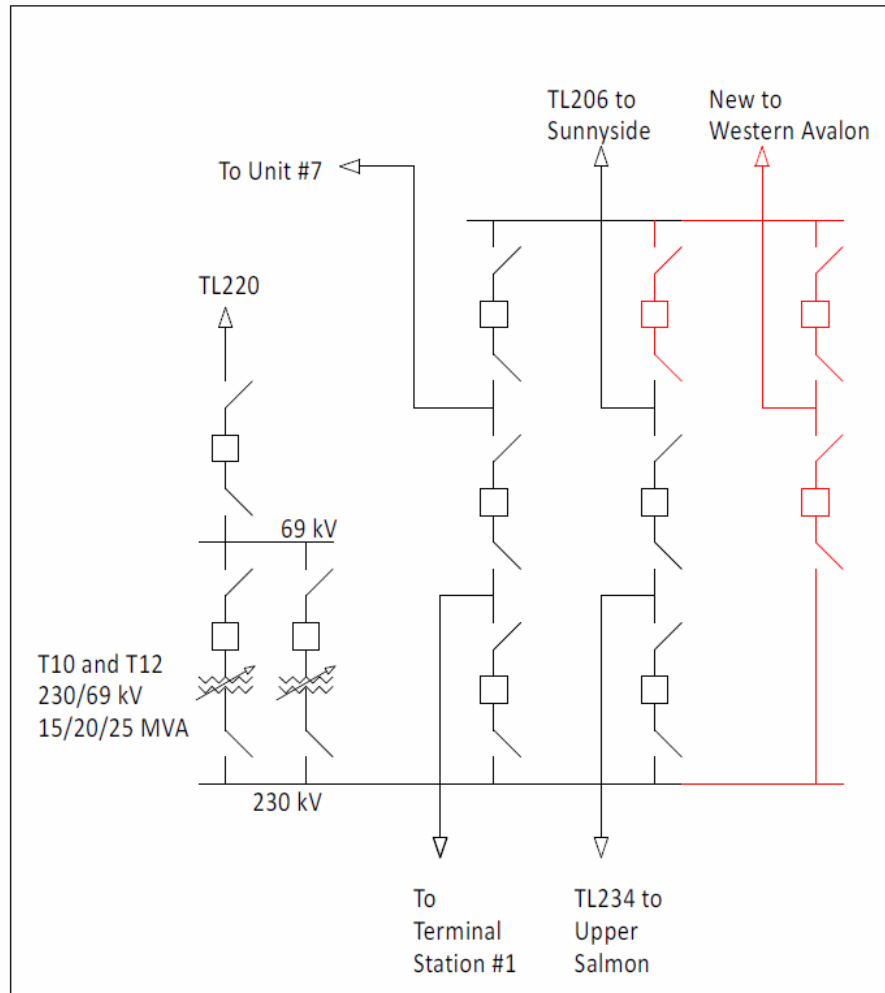 TL206 to
Sunnyside
New to
Western Avalon
To Unit #7
TL220
69 kV
T10 and T12
230/69 kV
15/20/25 MVA
230 kV
To
Terminal
Station #1
TL234 to
Upper
Salmon